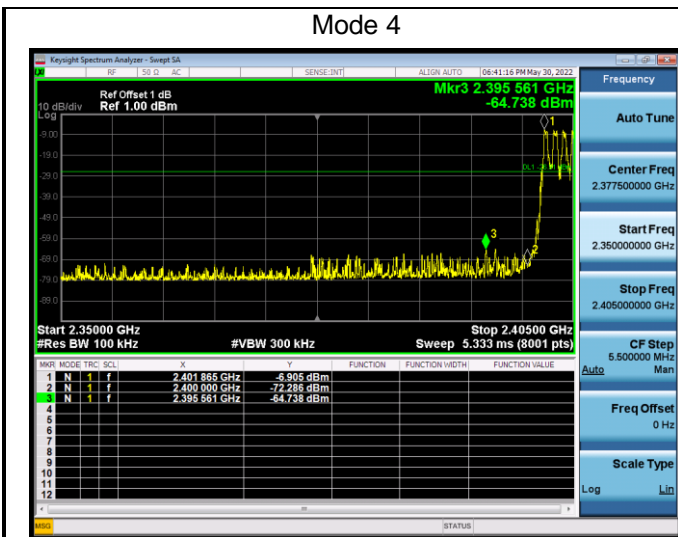 Mode 4
Keysight Spectrum Analyzer - Swept SA
RF 50 Ω AC SENSE:INT ALIGN AUTO 06:41:16 PM May 30, 2022
Frequency
Mkr3 2.395 561 GHz
-64.738 dBm
Ref Offset 1 dB
10 dB/div Ref 1.00 dBm
Log
1
-9.00
-19.0
DL1
-29.0
-39.0
-49.0
-59.0
3
2
-69.0
-79.0
-89.0
Start 2.35000 GHz Stop 2.40500 GHz
#Res BW 100 kHz #VBW 300 kHz Sweep 5.333 ms (8001 pts)
MKR MODE TRC SCL X Y FUNCTION FUNCTION WIDTH FUNCTION VALUE
1 N 1 f 2.401 865 GHz -6.905 dBm
2 N 1 f 2.400 000 GHz -72.286 dBm
3 N 1 f 2.395 561 GHz -64.738 dBm
4
5
6
7
8
9
10
11
12
MSG STATUS
Auto Tune
Center Freq
2.377500000 GHz
Start Freq
2.350000000 GHz
Stop Freq
2.405000000 GHz
CF Step
5.500000 MHz
Auto Man
Freq Offset
0 Hz
Scale Type
Log Lin